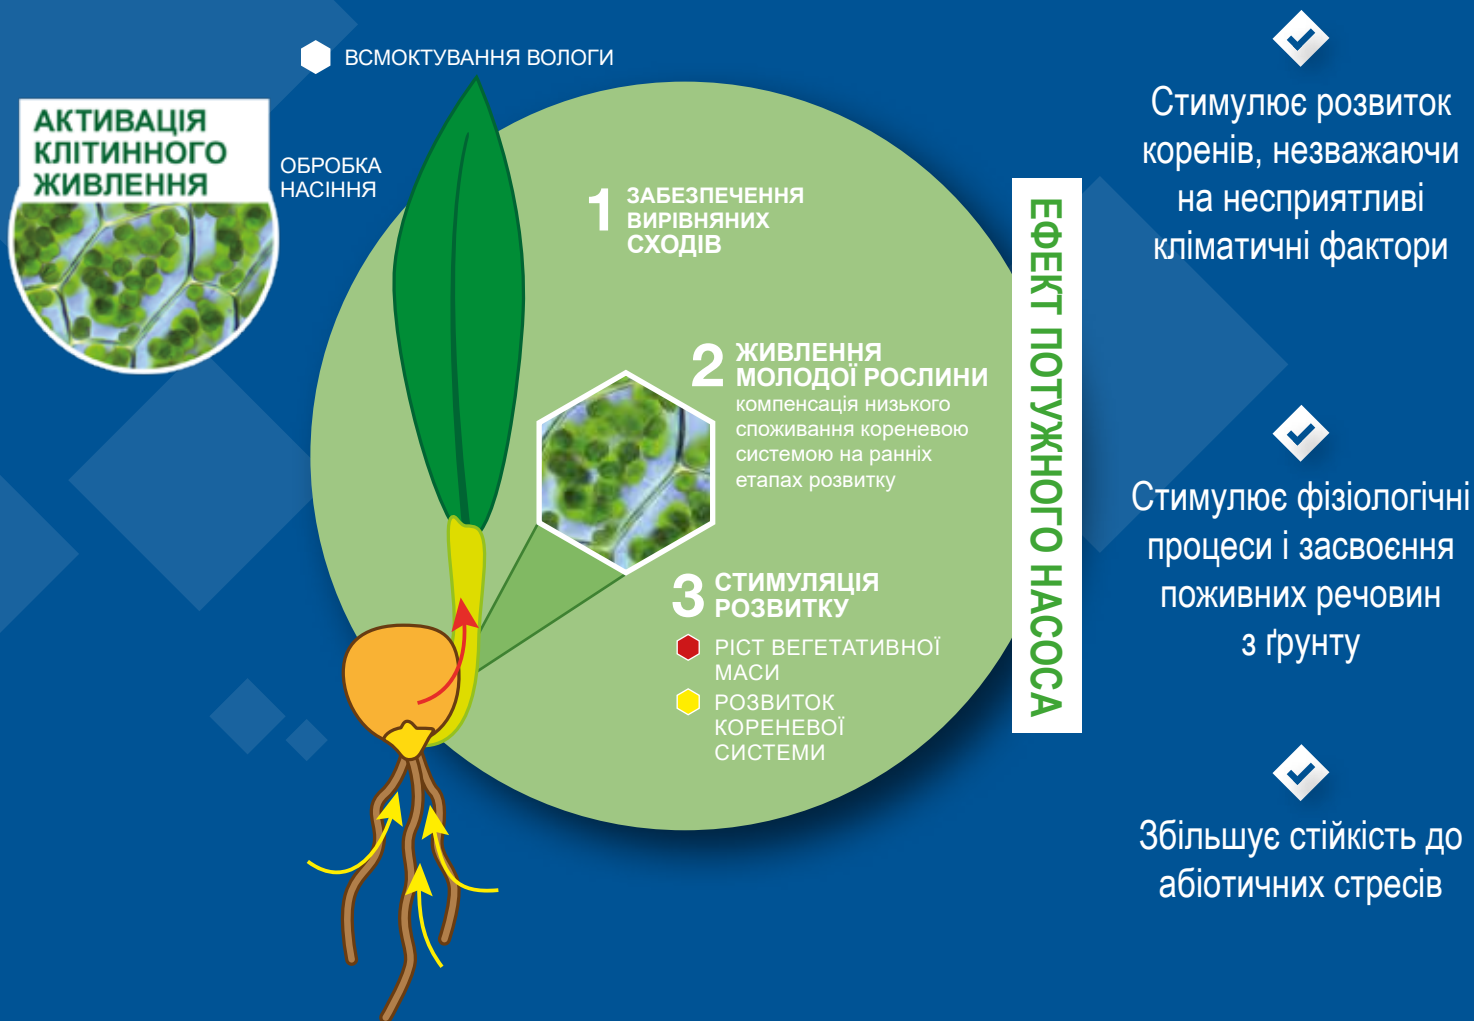 ВСМОКТУВАННЯ ВОЛОГИ
АКТИВАЦІЯ
КЛІТИННОГО
ЖИВЛЕННЯ
ОБРОБКА
НАСІННЯ
1 ЗАБЕЗПЕЧЕННЯ
ВИРІВНЯНИХ
СХОДІВ
2 ЖИВЛЕННЯ
МОЛОДОЇ РОСЛИНИ
компенсація низького
споживання кореневою
системою на ранніх
етапах розвитку
3 СТИМУЛЯЦІЯ
РОЗВИТКУ
РІСТ ВЕГЕТАТИВНОЇ
МАСИ
РОЗВИТОК
КОРЕНЕВОЇ
СИСТЕМИ
ЕФЕКТ ПОТУЖНОГО НАСОСА
Стимулює розвиток
коренів, незважаючи
на несприятливі
кліматичні фактори
Стимулює фізіологічні
процеси і засвоєння
поживних речовин
з ґрунту
Збільшує стійкість до
абіотичних стресів